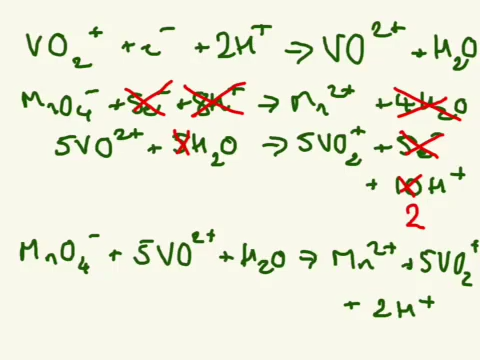 VO₂⁺ + e⁻ + 2H⁺ ⇒ VO²⁺ + H₂O
MnO₄⁻ + 5e⁻ + 8H⁺ ⇒ Mn²⁺ + 4H₂O
5VO²⁺ + 5H₂O ⇒ 5VO₂⁺ + 5e⁻
+ 10H⁺
2
MnO₄⁻ + 5VO²⁺ + H₂O ⇒ Mn²⁺ + 5VO₂⁺
+ 2H⁺